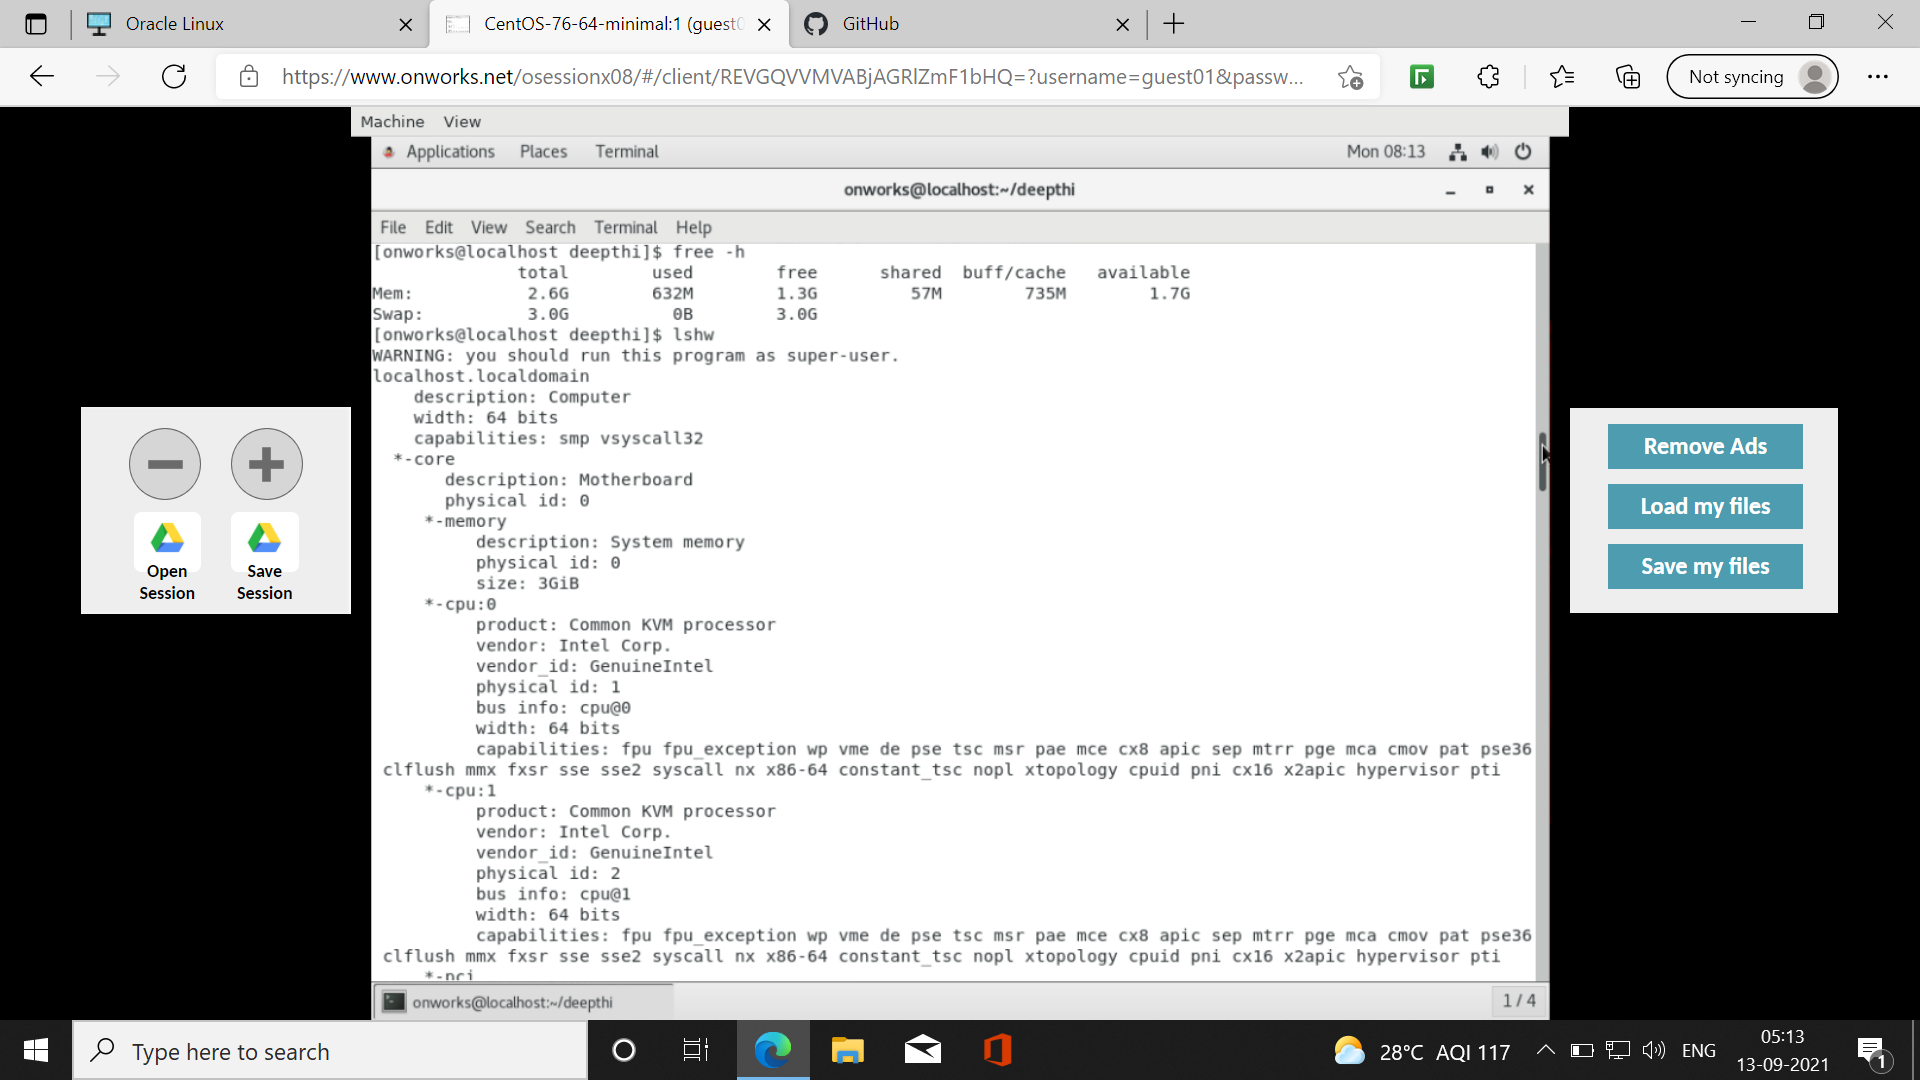 Oracle Linux
CentOS-76-64-minimal:1 (guest0
GitHub
https://www.onworks.net/osessionx08/#/client/REVGQVVMVABjAGRlZmF1bHQ=?username=guest01&passw...
Not syncing
Machine View
Applications Places Terminal
Mon 08:13
onworks@localhost:~/deepthi
File Edit View Search Terminal Help
[onworks@localhost deepthi]$ free -h
total used free shared buff/cache available
Mem: 2.6G 632M 1.3G 57M 735M 1.7G
Swap: 3.0G 0B 3.0G
[onworks@localhost deepthi]$ lshw
WARNING: you should run this program as super-user.
localhost.localdomain
description: Computer
width: 64 bits
capabilities: smp vsyscall32
*-core
description: Motherboard
physical id: 0
*-memory
description: System memory
physical id: 0
size: 3GiB
*-cpu:0
product: Common KVM processor
vendor: Intel Corp.
vendor_id: GenuineIntel
physical id: 1
bus info: cpu@0
width: 64 bits
capabilities: fpu fpu_exception wp vme de pse tsc msr pae mce cx8 apic sep mtrr pge mca cmov pat pse36
clflush mmx fxsr sse sse2 syscall nx x86-64 constant_tsc nopl xtopology cpuid pni cx16 x2apic hypervisor pti
*-cpu:1
product: Common KVM processor
vendor: Intel Corp.
vendor_id: GenuineIntel
physical id: 2
bus info: cpu@1
width: 64 bits
capabilities: fpu fpu_exception wp vme de pse tsc msr pae mce cx8 apic sep mtrr pge mca cmov pat pse36
clflush mmx fxsr sse sse2 syscall nx x86-64 constant_tsc nopl xtopology cpuid pni cx16 x2apic hypervisor pti
*-pci
onworks@localhost:~/deepthi
1 / 4
Open Session
Save Session
Remove Ads
Load my files
Save my files
Type here to search
28°C AQI 117
ENG
05:13
13-09-2021
1